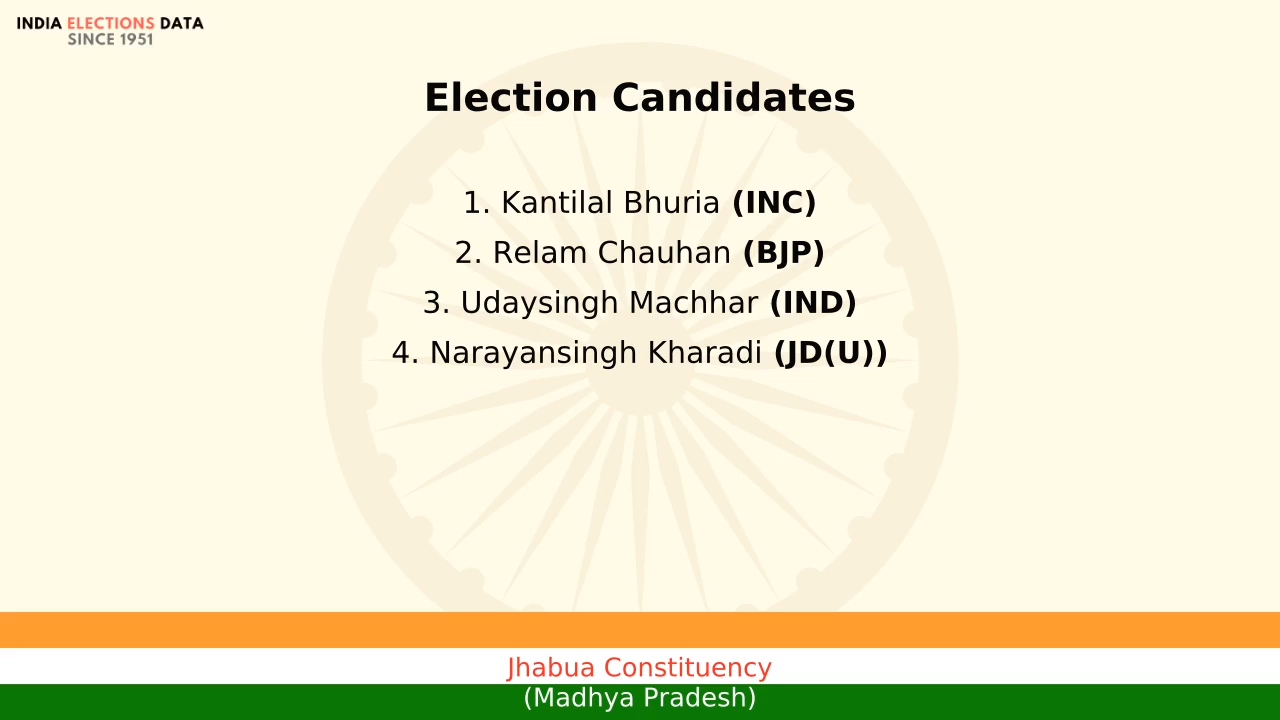 INDIA ELECTIONS DATA
SINCE 1951
Election Candidates
1. Kantilal Bhuria (INC)
2. Relam Chauhan (BJP)
3. Udaysingh Machhar (IND)
4. Narayansingh Kharadi (JD(U))
Jhabua Constituency
(Madhya Pradesh)